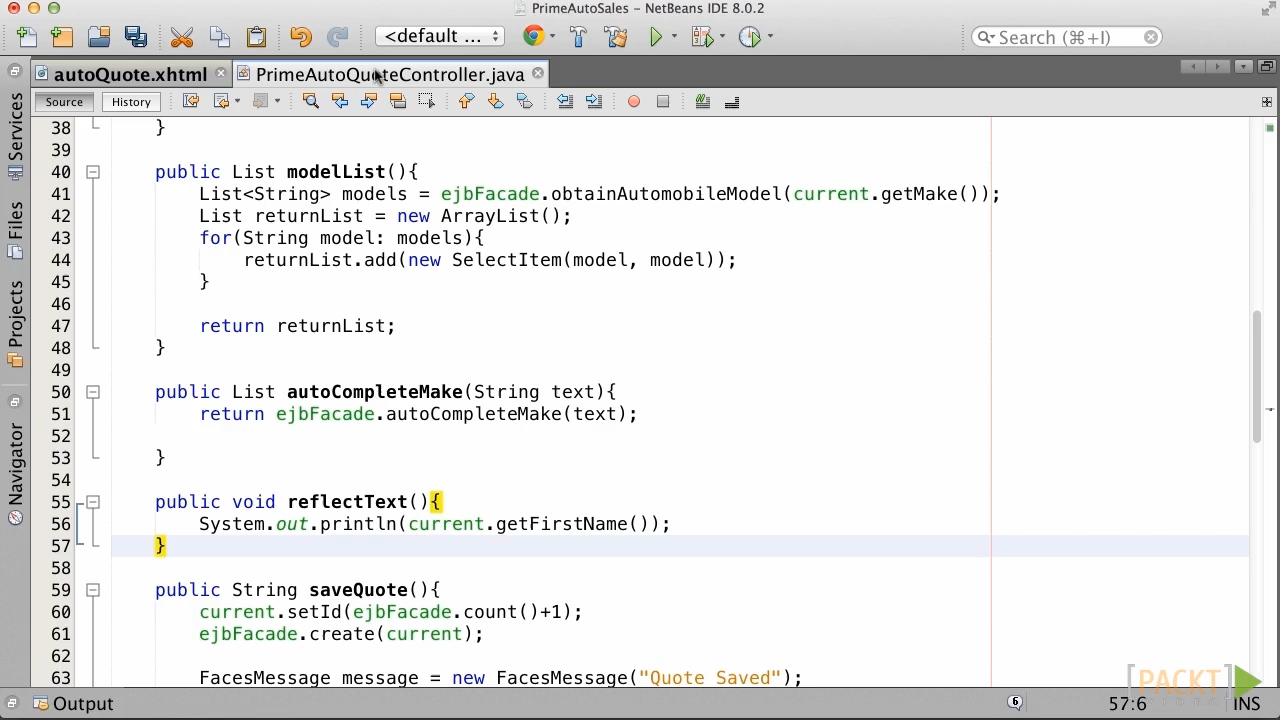 PrimeAutoSales – NetBeans IDE 8.0.2
<default ...
Search (⌘+I)
autoQuote.xhtml
PrimeAutoQuoteController.java
Source
History
Services
Files
Projects
Navigator
38 }
39
40 public List modelList(){
41 List<String> models = ejbFacade.obtainAutomobileModel(current.getMake());
42 List returnList = new ArrayList();
43 for(String model: models){
44 returnList.add(new SelectItem(model, model));
45 }
46
47 return returnList;
48 }
49
50 public List autoCompleteMake(String text){
51 return ejbFacade.autoCompleteMake(text);
52
53 }
54
55 public void reflectText(){
56 System.out.println(current.getFirstName());
57 }
58
59 public String saveQuote(){
60 current.setId(ejbFacade.count()+1);
61 ejbFacade.create(current);
62
63 FacesMessage message = new FacesMessage("Quote Saved");
[PACKT]
VIDEO
Output
6
57:6
INS